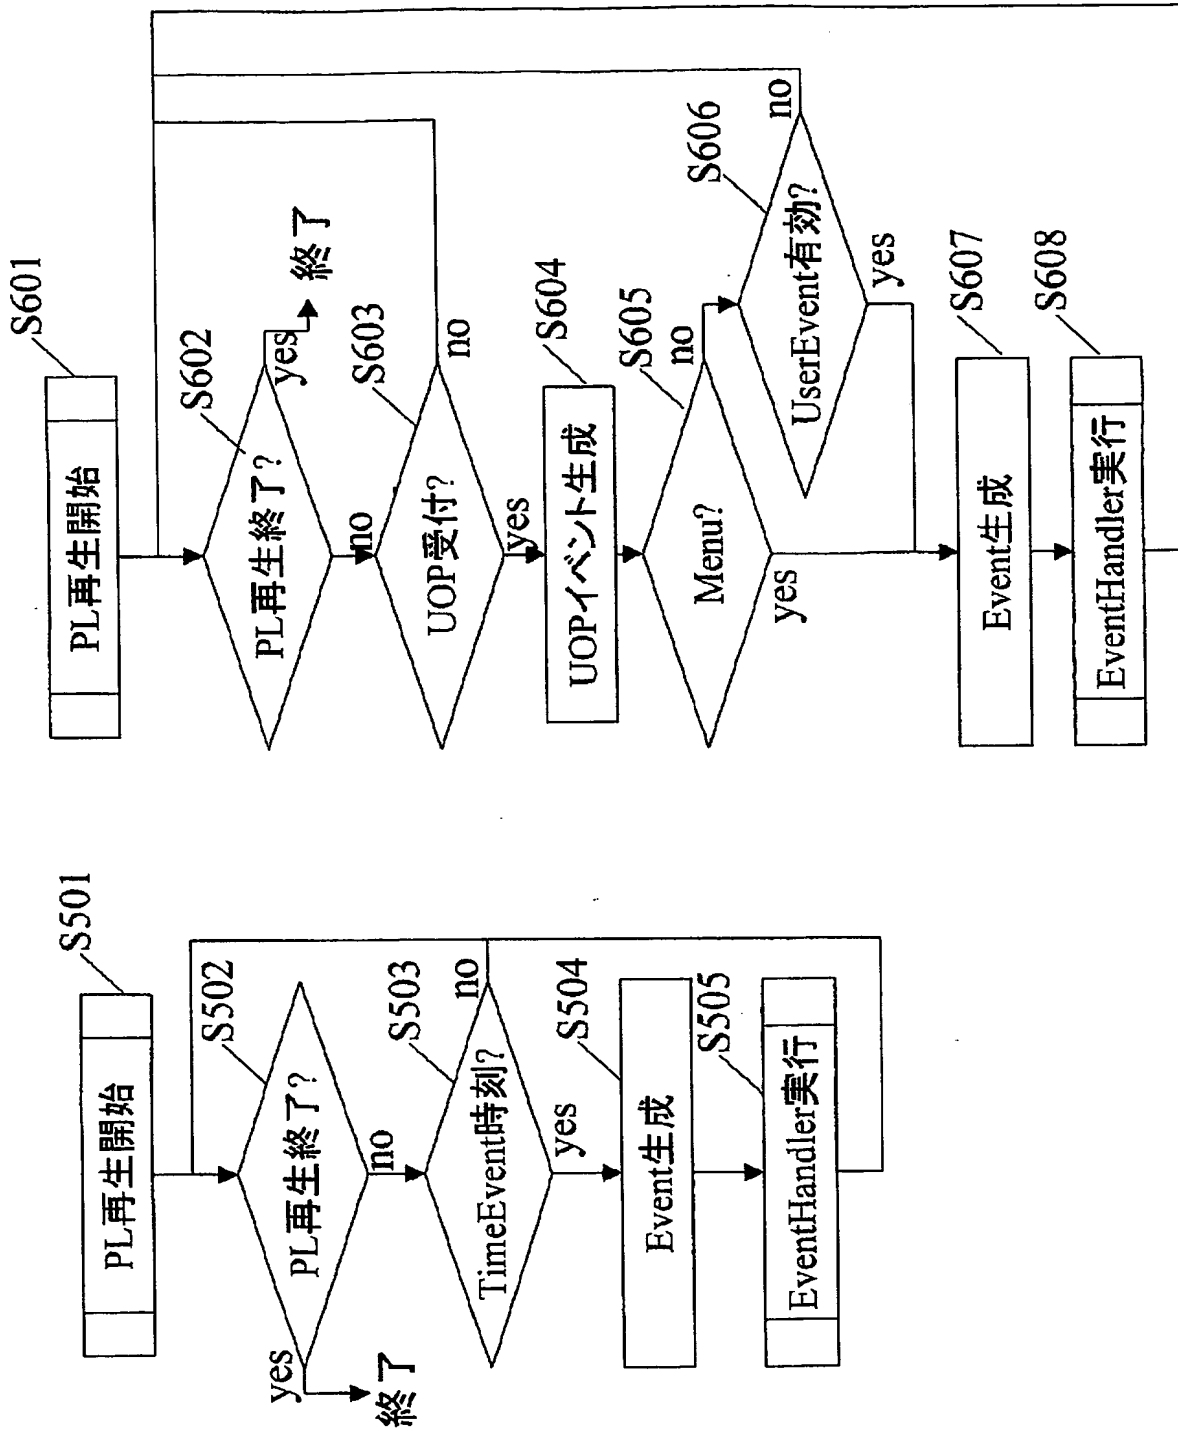 S501
PL再生開始
S502
PL再生終了?
yes
終了
no
S503
TimeEvent時刻?
no
yes
S504
Event生成
S505
EventHandler実行
S601
PL再生開始
S602
PL再生終了?
yes
終了
no
S603
UOP受付?
no
yes
S604
UOPイベント生成
S605
Menu?
no
yes
S606
UserEvent有効?
no
yes
S607
Event生成
S608
EventHandler実行